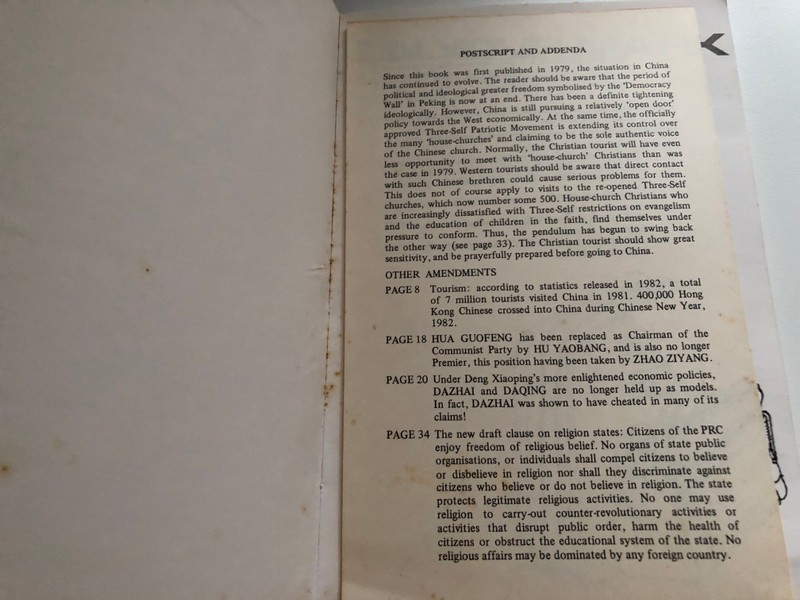 POSTSCRIPT AND ADDENDA
Since this book was first published in 1979, the situation in China
has continued to evolve. The reader should be aware that the period of
political and ideological greater freedom symbolised by the 'Democracy
Wall' in Peking is now at an end. There has been a definite tightening
ideologically. However, China is still pursuing a relatively 'open door'
policy towards the West economically. At the same time, the officially
approved Three-Self Patriotic Movement is extending its control over
the many 'house-churches' and claiming to be the sole authentic voice
of the Chinese church. Normally, the Christian tourist will have even
less opportunity to meet with 'house-church' Christians than was
the case in 1979. Western tourists should be aware that direct contact
with such Chinese brethren could cause serious problems for them.
This does not of course apply to visits to the re-opened Three-Self
churches, which now number some 500. House-church Christians who
are increasingly dissatisfied with Three-Self restrictions on evangelism
and the education of children in the faith, find themselves under
pressure to conform. Thus, the pendulum has begun to swing back
the other way (see page 33). The Christian tourist should show great
sensitivity, and be prayerfully prepared before going to China.
OTHER AMENDMENTS
PAGE 8 Tourism: according to statistics released in 1982, a total
of 7 million tourists visited China in 1981. 400,000 Hong
Kong Chinese crossed into China during Chinese New Year,
1982.
PAGE 18 HUA GUOFENG has been replaced as Chairman of the
Communist Party by HU YAOBANG, and is also no longer
Premier, this position having been taken by ZHAO ZIYANG.
PAGE 20 Under Deng Xiaoping's more enlightened economic policies,
DAZHAI and DAQING are no longer held up as models.
In fact, DAZHAI was shown to have cheated in many of its
claims!
PAGE 34 The new draft clause on religion states: Citizens of the PRC
enjoy freedom of religious belief. No organs of state public
organisations, or individuals shall compel citizens to believe
or disbelieve in religion nor shall they discriminate against
citizens who believe or do not believe in religion. The state
protects legitimate religious activities. No one may use
religion to carry-out counter-revolutionary activities or
activities that disrupt public order, harm the health of
citizens or obstruct the educational system of the state. No
religious affairs may be dominated by any foreign country.